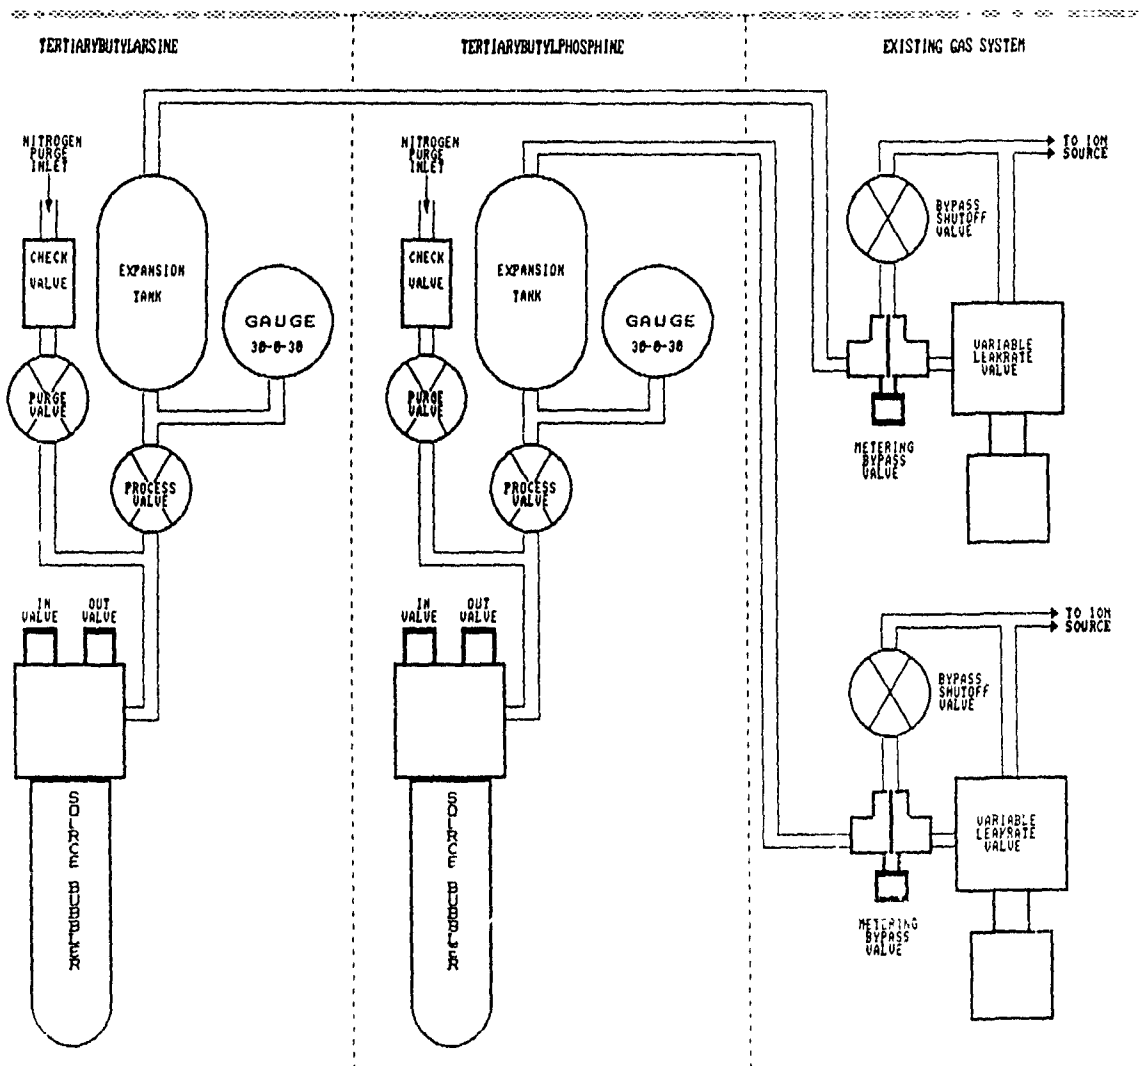 TERTIARYBUTYLARSINE
NITROGEN
PURGE
INLET
CHECK
VALVE
EXPANSION
TANK
GAUGE
30-0-30
PURGE
VALVE
PROCESS
VALVE
IN
VALVE
OUT
VALVE
SOURCE BUBBLER
TERTIARYBUTYLPHOSPHINE
NITROGEN
PURGE
INLET
CHECK
VALVE
EXPANSION
TANK
GAUGE
30-0-30
PURGE
VALVE
PROCESS
VALVE
IN
VALVE
OUT
VALVE
SOURCE BUBBLER
EXISTING GAS SYSTEM
TO ION
SOURCE
BYPASS
SHUTOFF
VALVE
VARIABLE
LEAKRATE
VALVE
METERING
BYPASS
VALVE
TO ION
SOURCE
BYPASS
SHUTOFF
VALVE
VARIABLE
LEAKRATE
VALVE
METERING
BYPASS
VALVE